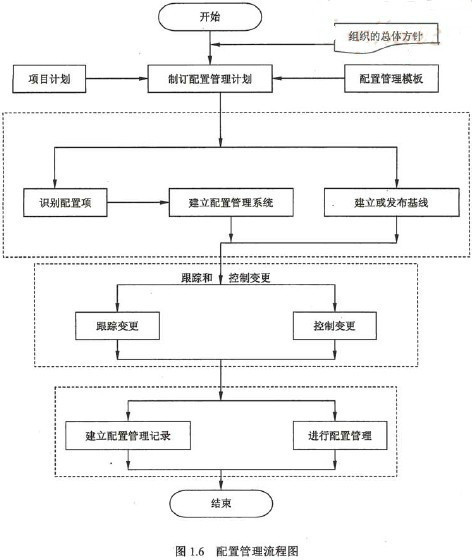 开始
组织的总体方针
项目计划
制订配置管理计划
配置管理模板
识别配置项
建立配置管理系统
建立或发布基线
跟踪和 控制变更
跟踪变更
控制变更
建立配置管理记录
进行配置管理
结束
图 1.6 配置管理流程图